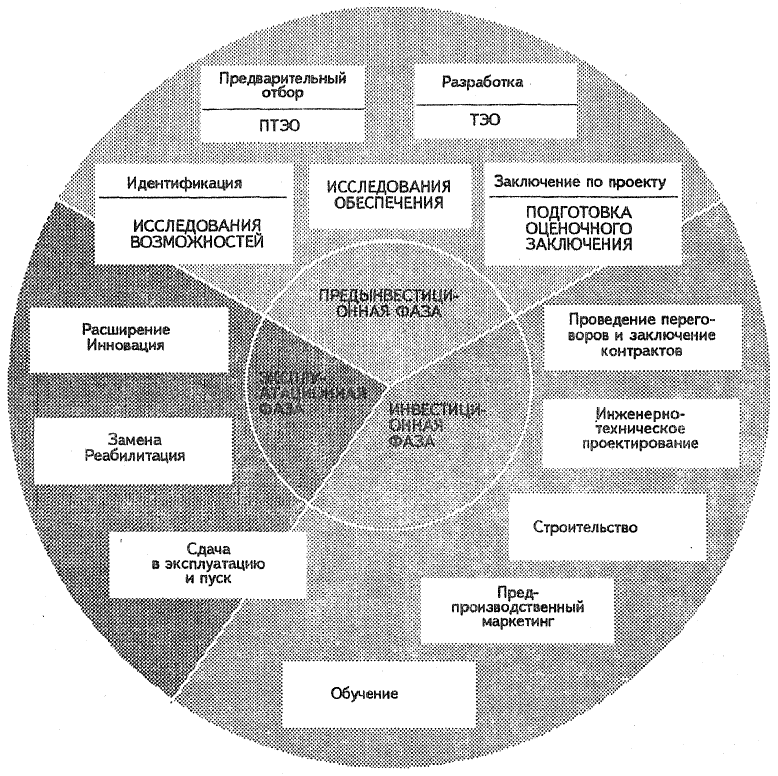 Предварительный
отбор
ПТЭО
Разработка
ТЭО
Идентификация
ИССЛЕДОВАНИЯ
ВОЗМОЖНОСТЕЙ
ИССЛЕДОВАНИЯ
ОБЕСПЕЧЕНИЯ
Заключение по проекту
ПОДГОТОВКА
ОЦЕНОЧНОГО
ЗАКЛЮЧЕНИЯ
ПРЕДЫНВЕСТИЦИ-
ОННАЯ ФАЗА
ЭКСПЛУ-
АТАЦИОННАЯ
ФАЗА
ИНВЕСТИЦИ-
ОННАЯ
ФАЗА
Проведение перего-
воров и заключение
контрактов
Инженерно-
техническое
проектирование
Строительство
Пред-
производственный
маркетинг
Обучение
Сдача
в эксплуатацию
и пуск
Замена
Реабилитация
Расширение
Инновация